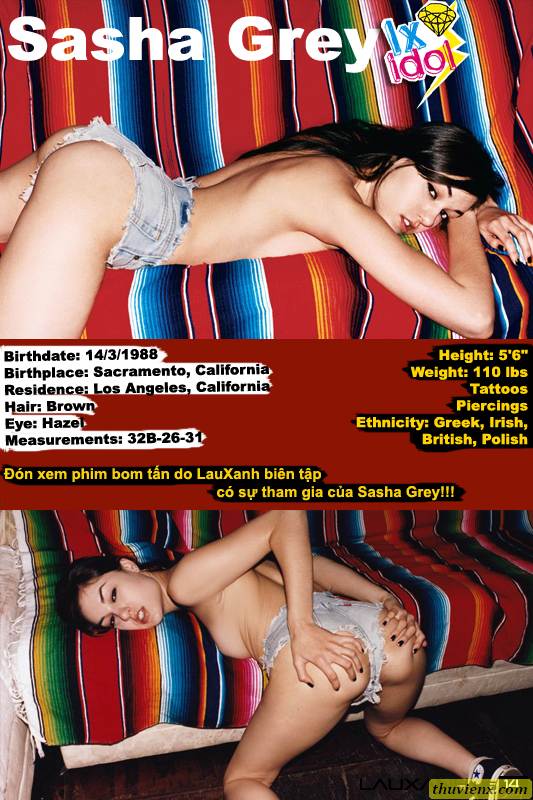 Sasha Grey
lx
idol
Birthdate: 14/3/1988
Birthplace: Sacramento, California
Residence: Los Angeles, California
Hair: Brown
Eye: Hazel
Measurements: 32B-26-31
Height: 5'6"
Weight: 110 lbs
Tattoos
Piercings
Ethnicity: Greek, Irish,
British, Polish
Đón xem phim bom tấn do LauXanh biên tập
có sự tham gia của Sasha Grey!!!
14
thuvienx.com